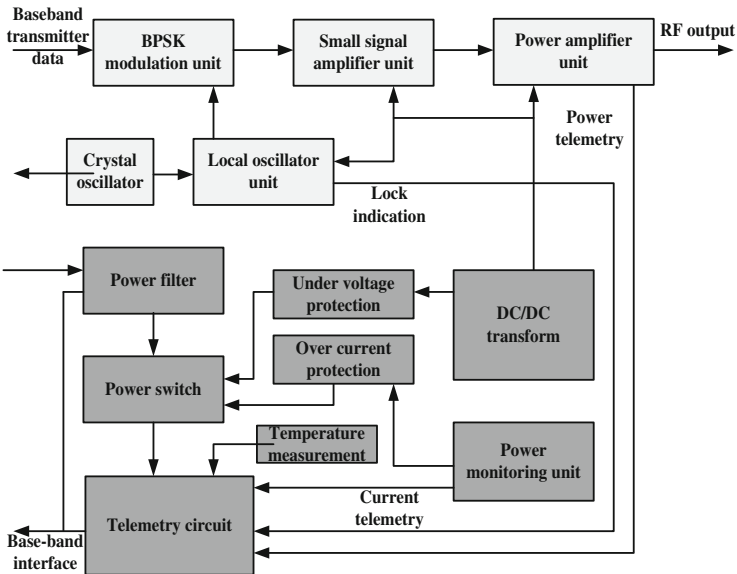 Baseband
transmitter
data
BPSK
modulation unit
Small signal
amplifier unit
Power amplifier
unit
RF output
Power
telemetry
Crystal
oscillator
Local oscillator
unit
Lock
indication
Power filter
Under voltage
protection
DC/DC
transform
Over current
protection
Power switch
Temperature
measurement
Power
monitoring unit
Telemetry circuit
Current
telemetry
Base-band
interface